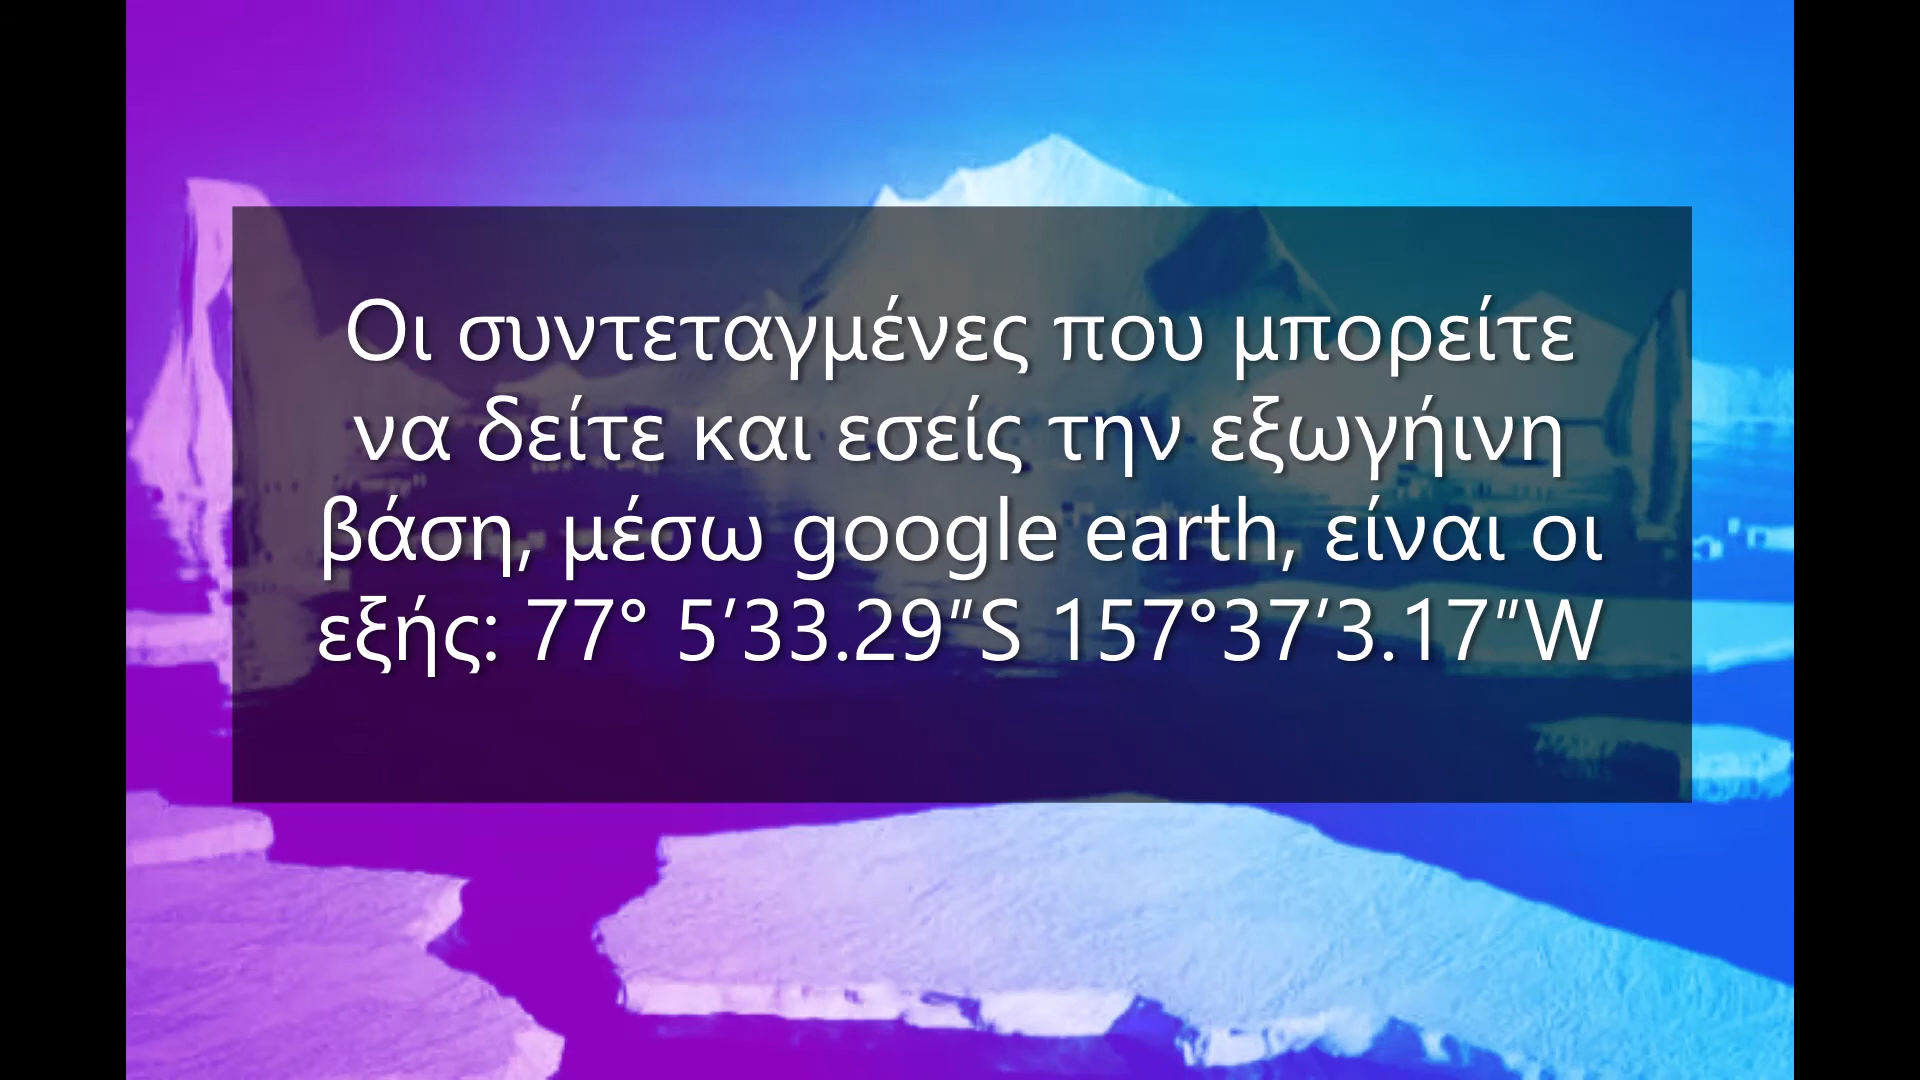 Οι συντεταγμένες που μπορείτε
να δείτε και εσείς την εξωγήινη
βάση, μέσω google earth, είναι οι
εξής: 77° 5’33.29”S 157°37’3.17”W